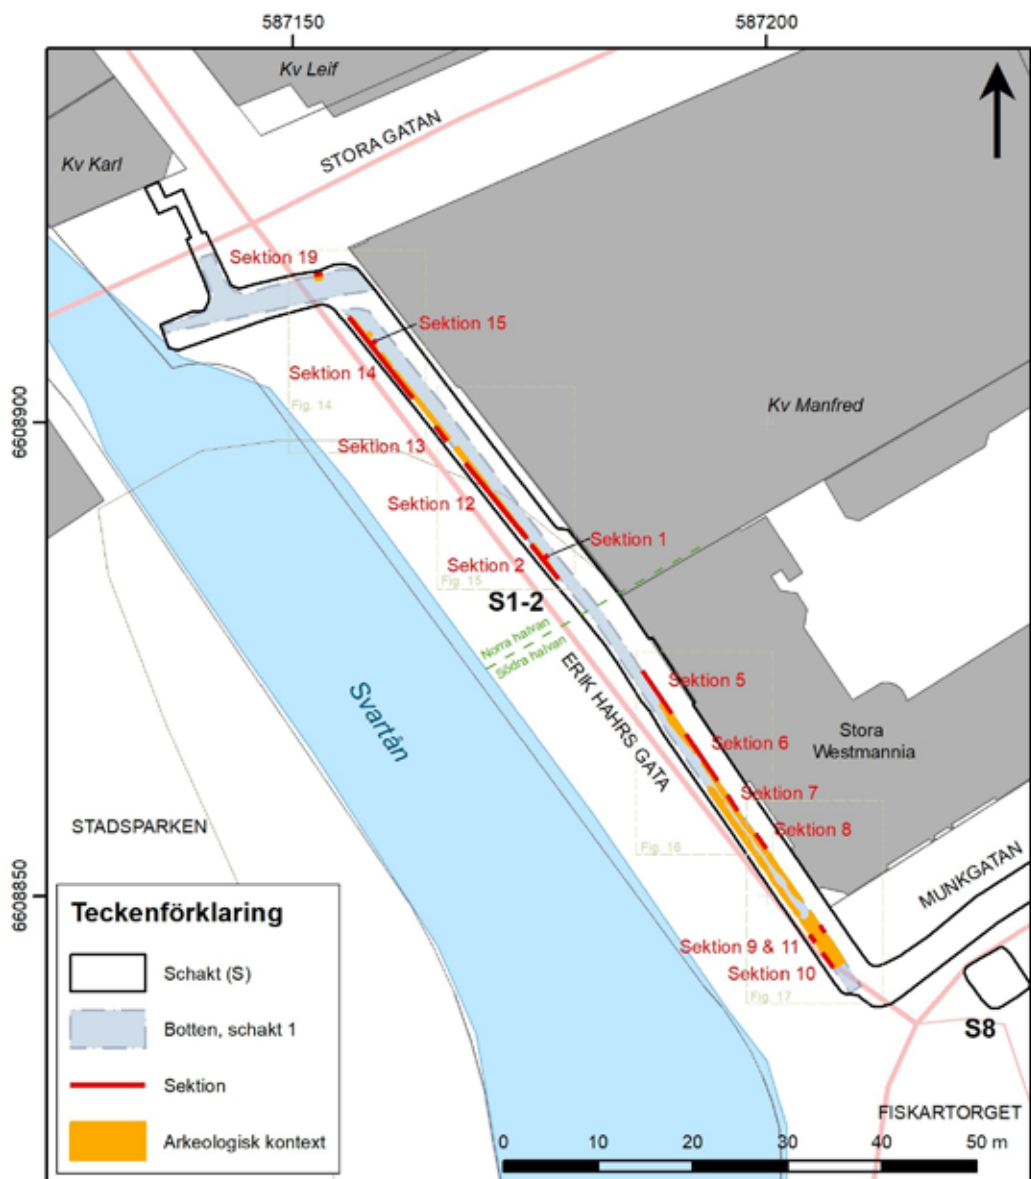 587150
587200
Kv Leif
STORA GATAN
Kv Karl
Sektion 19
Sektion 15
Sektion 14
Fig. 14
Kv Manfred
6608900
Sektion 13
Sektion 12
Sektion 1
Sektion 2
Fig. 15
S1-2
Norra halvan
Södra halvan
ERIK HAHRS GATA
Sektion 5
Svartån
Sektion 6
Stora
Westmannia
Sektion 7
STADSPARKEN
Sektion 8
Fig. 16
MUNKGATAN
6608850
Teckenförklaring
Sektion 9 & 11
Schakt (S)
Sektion 10
Fig. 17
Botten, schakt 1
S8
Sektion
FISKARTORGET
Arkeologisk kontext
0 10 20 30 40 50 m